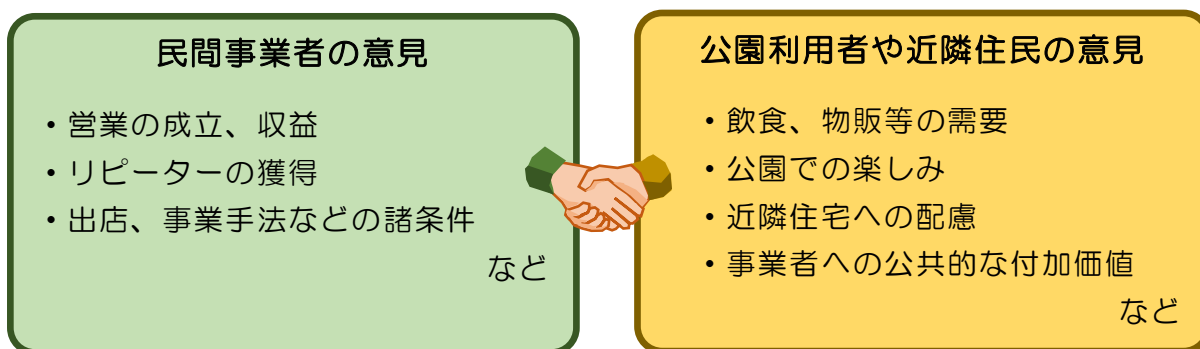 民間事業者の意見
・営業の成立、収益
・リピーターの獲得
・出店、事業手法などの諸条件
など
公園利用者や近隣住民の意見
・飲食、物販等の需要
・公園での楽しみ
・近隣住宅への配慮
・事業者への公共的な付加価値
など